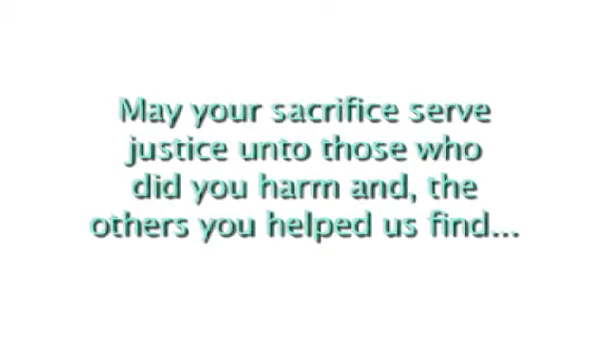 May your sacrifice serve
justice unto those who
did you harm and, the
others you helped us find...